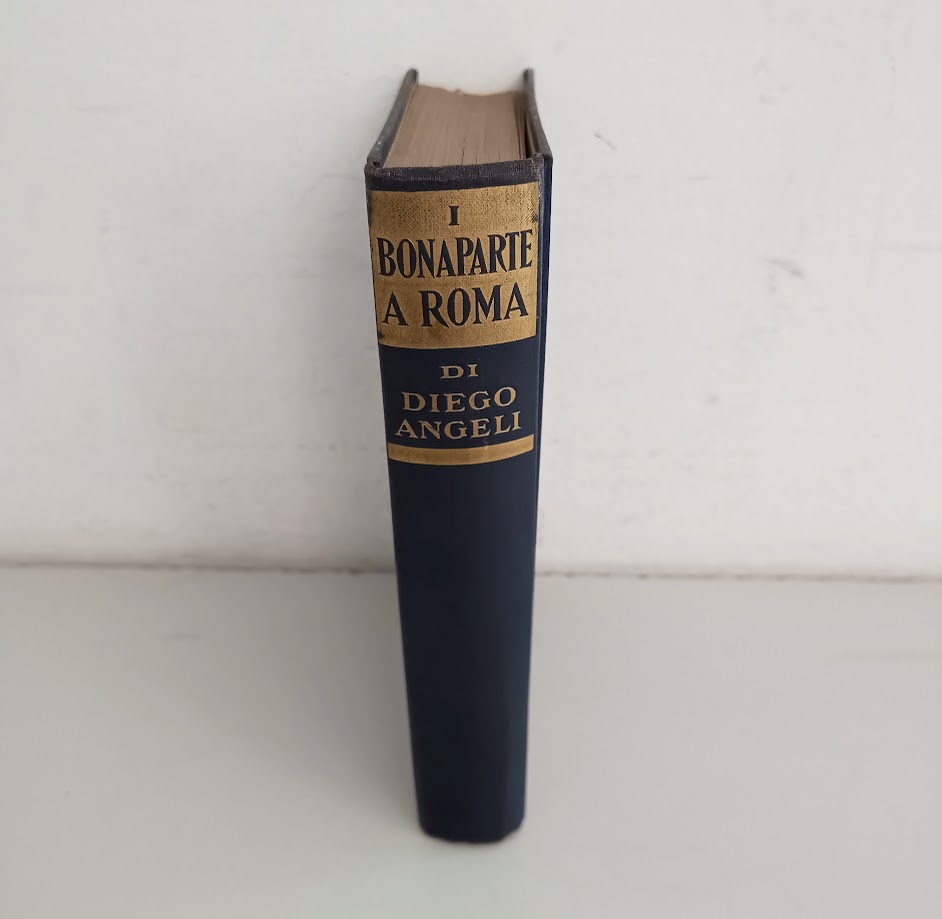 I
BONAPARTE
A ROMA
DI
DIEGO
ANGELI